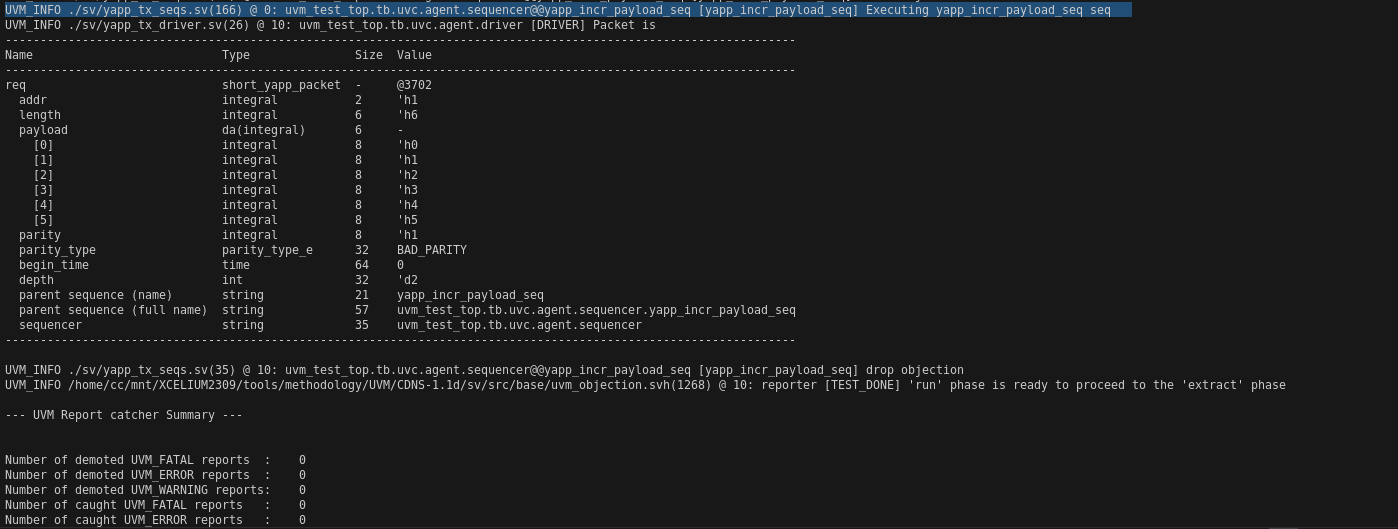 UVM_INFO ./sv/yapp_tx_seqs.sv(166) @ 0: uvm_test_top.tb.uvc.agent.sequencer@@yapp_incr_payload_seq [yapp_incr_payload_seq] Executing yapp_incr_payload_seq seq
UVM_INFO ./sv/yapp_tx_driver.sv(26) @ 10: uvm_test_top.tb.uvc.agent.driver [DRIVER] Packet is
-----------------------------------------------------------------------------------------------------------------
Name                           Type               Size  Value
-----------------------------------------------------------------------------------------------------------------
req                            short_yapp_packet  -     @3702
  addr                         integral           2     'h1
  length                       integral           6     'h6
  payload                      da(integral)       6     -
    [0]                        integral           8     'h0
    [1]                        integral           8     'h1
    [2]                        integral           8     'h2
    [3]                        integral           8     'h3
    [4]                        integral           8     'h4
    [5]                        integral           8     'h5
  parity                       integral           8     'h1
  parity_type                  parity_type_e      32    BAD_PARITY
  begin_time                   time               64    0
  depth                        int                32    'd2
  parent sequence (name)       string             21    yapp_incr_payload_seq
  parent sequence (full name)  string             57    uvm_test_top.tb.uvc.agent.sequencer.yapp_incr_payload_seq
  sequencer                    string             35    uvm_test_top.tb.uvc.agent.sequencer
-----------------------------------------------------------------------------------------------------------------
UVM_INFO ./sv/yapp_tx_seqs.sv(35) @ 10: uvm_test_top.tb.uvc.agent.sequencer@@yapp_incr_payload_seq [yapp_incr_payload_seq] drop objection
UVM_INFO /home/cc/mnt/XCELIUM2309/tools/methodology/UVM/CDNS-1.1d/sv/src/base/uvm_objection.svh(1268) @ 10: reporter [TEST_DONE] 'run' phase is ready to proceed to the 'extract' phase
--- UVM Report catcher Summary ---
Number of demoted UVM_FATAL reports  :    0
Number of demoted UVM_ERROR reports  :    0
Number of demoted UVM_WARNING reports:    0
Number of caught UVM_FATAL reports   :    0
Number of caught UVM_ERROR reports   :    0